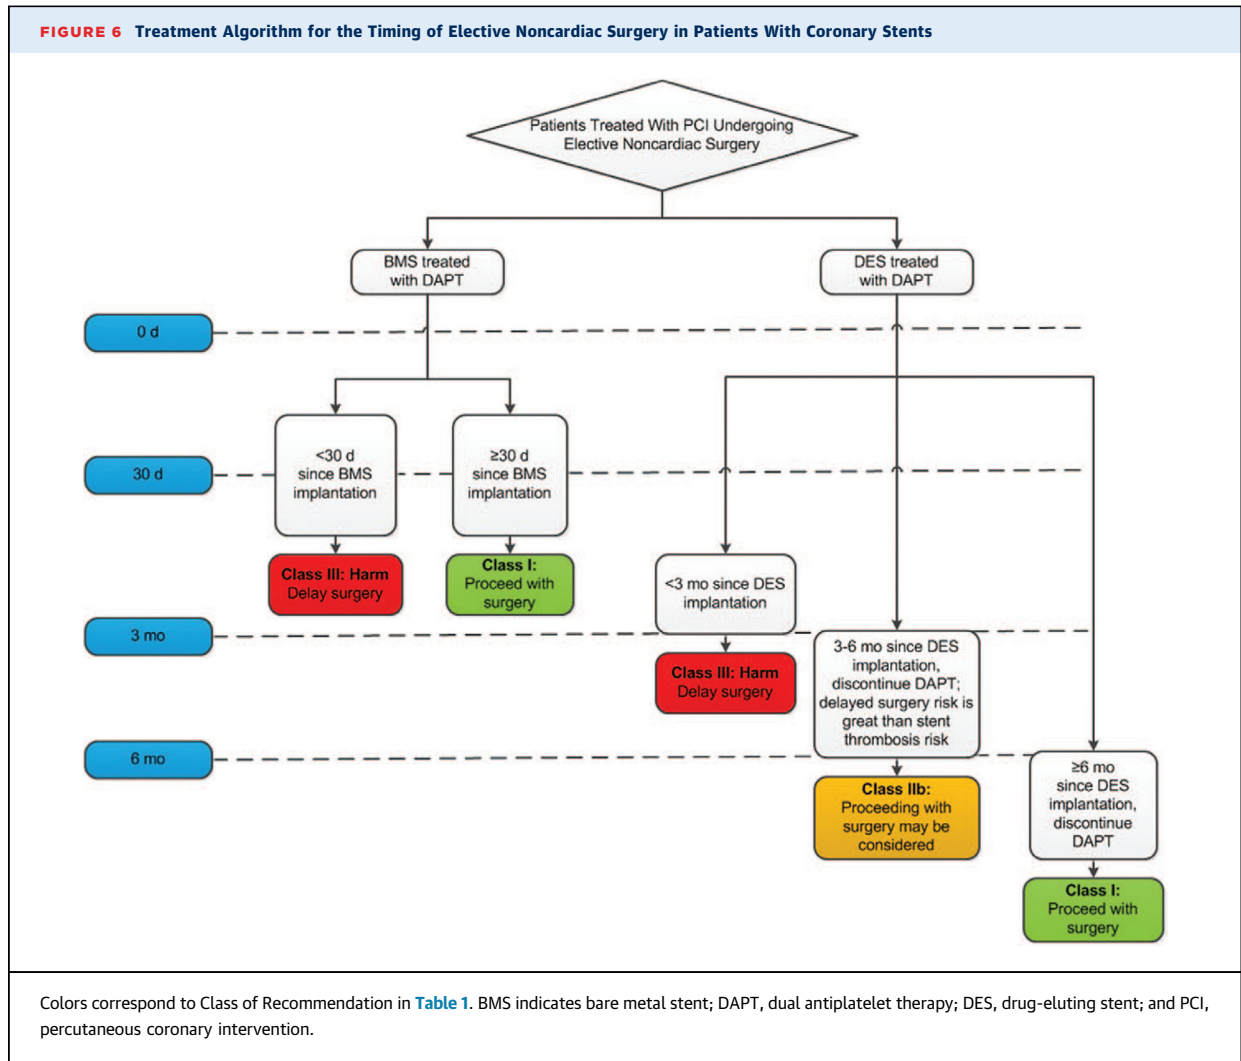 FIGURE 6 Treatment Algorithm for the Timing of Elective Noncardiac Surgery in Patients With Coronary Stents
Patients Treated With PCI Undergoing
Elective Noncardiac Surgery
BMS treated
with DAPT
DES treated
with DAPT
0 d
<30 d
since BMS
implantation
≥30 d
since BMS
implantation
30 d
Class III: Harm
Delay surgery
Class I:
Proceed with
surgery
<3 mo since DES
implantation
3 mo
Class III: Harm
Delay surgery
3-6 mo since DES
implantation,
discontinue DAPT;
delayed surgery risk is
great than stent
thrombosis risk
6 mo
Class IIb:
Proceeding with
surgery may be
considered
≥6 mo
since DES
implantation,
discontinue
DAPT
Class I:
Proceed with
surgery
Colors correspond to Class of Recommendation in Table 1. BMS indicates bare metal stent; DAPT, dual antiplatelet therapy; DES, drug-eluting stent; and PCI,
percutaneous coronary intervention.